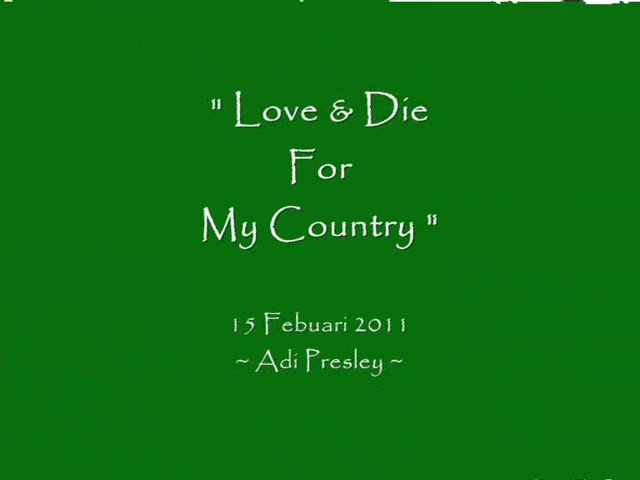 " Love & Die
For
My Country "
15 Febuari 2011
~ Adi Presley ~